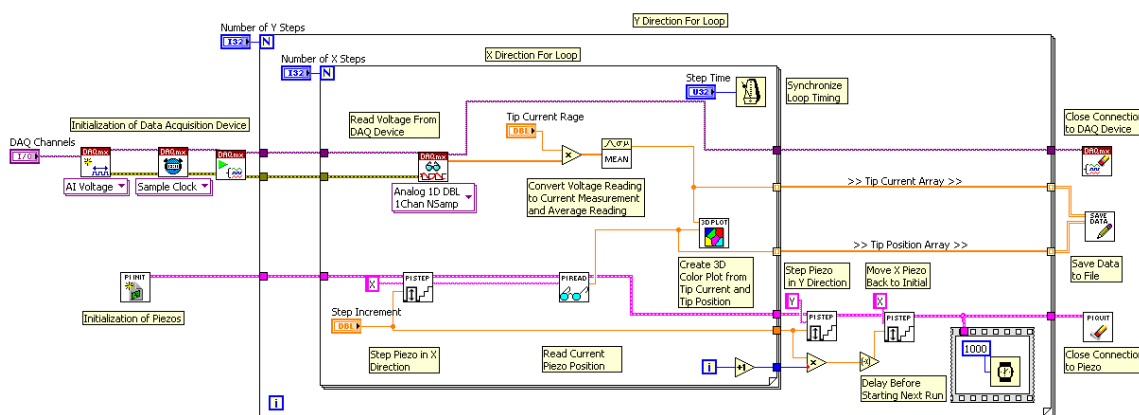 Y Direction For Loop
Number of Y Steps
I32
N
Number of X Steps
I32
N
X Direction For Loop
Step Time
U32
Synchronize
Loop Timing
Initialization of Data Acquisition Device
DAQ Channels
I/O
DAQmx
AI Voltage
DAQmx
Sample Clock
DAQmx
Read Voltage From
DAQ Device
DAQmx
Analog 1D DBL
1Chan NSamp
Tip Current Rage
DBL
MEAN
Convert Voltage Reading
to Current Measurement
and Average Reading
3D PLOT
Create 3D
Color Plot from
Tip Current and
Tip Position
Close Connection
to DAQ Device
DAQmx
>> Tip Current Array >>
>> Tip Position Array >>
SAVE
DATA
Save Data
to File
PI INIT
Initialization of Piezos
X
PI STEP
PI READ
Step Increment
DBL
Step Piezo in X
Direction
Read Current
Piezo Position
Step Piezo
in Y Direction
Y
PI STEP
Move X Piezo
Back to Initial
X
PI STEP
i
+1
Delay Before
Starting Next Run
1000
PI QUIT
Close Connection
to Piezo
i